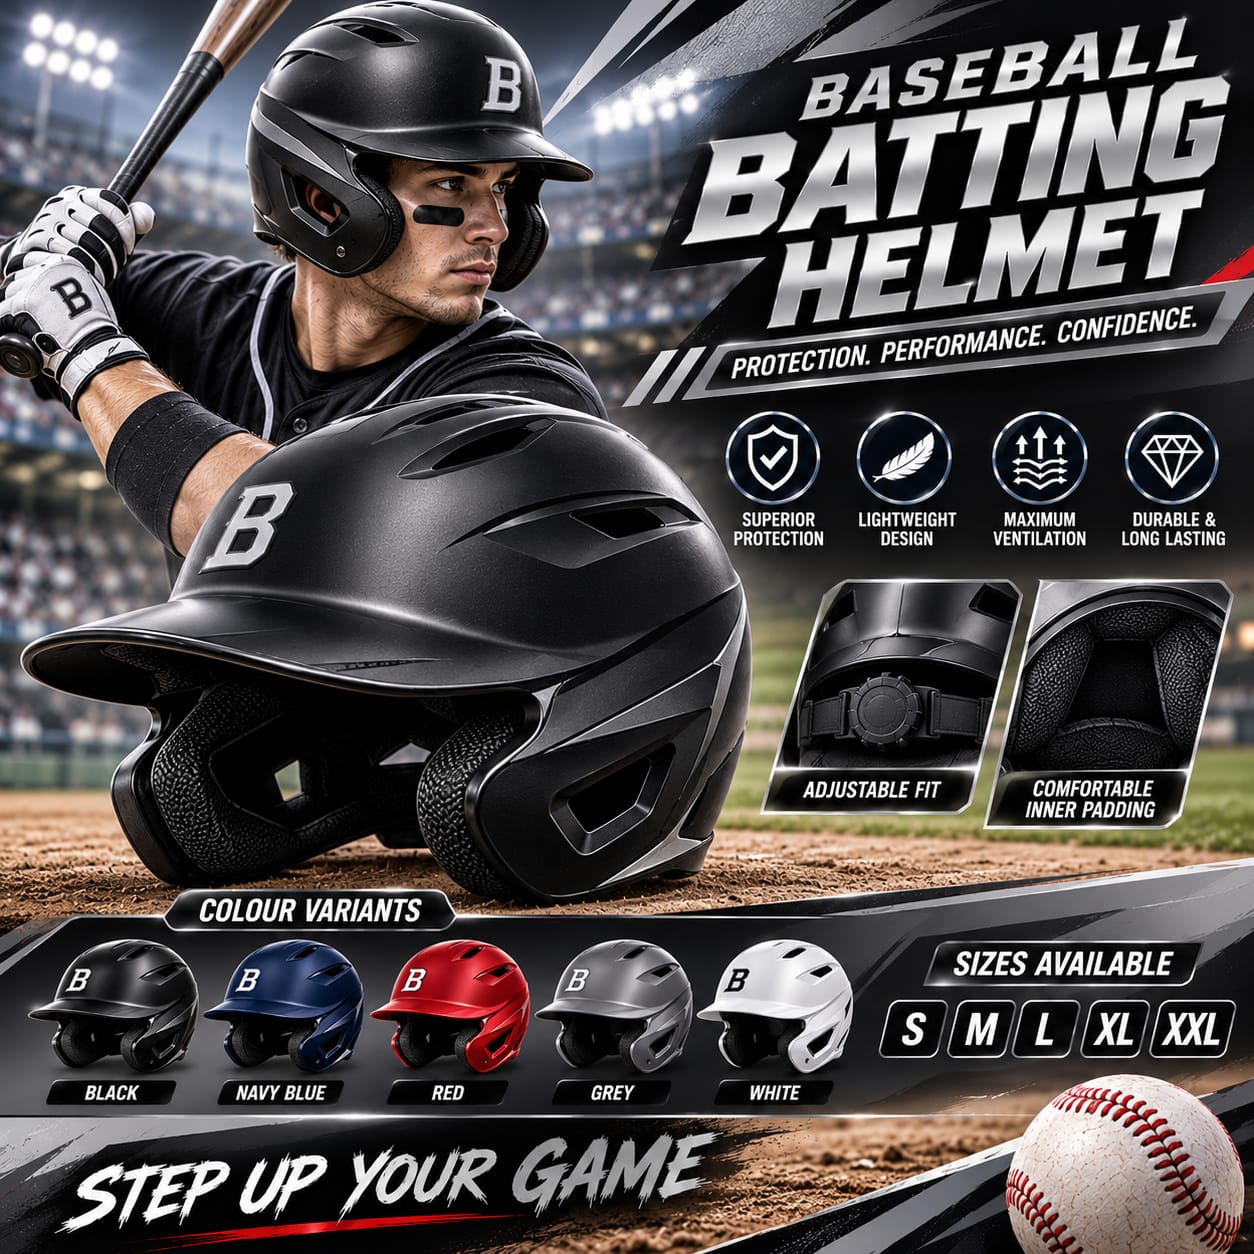 BASEBALL
BATTING
HELMET
PROTECTION. PERFORMANCE. CONFIDENCE.
B
B
B
SUPERIOR
PROTECTION
LIGHTWEIGHT
DESIGN
MAXIMUM
VENTILATION
DURABLE &
LONG LASTING
ADJUSTABLE FIT
COMFORTABLE
INNER PADDING
COLOUR VARIANTS
B
B
B
B
B
BLACK
NAVY BLUE
RED
GREY
WHITE
SIZES AVAILABLE
S M L XL XXL
STEP UP YOUR GAME